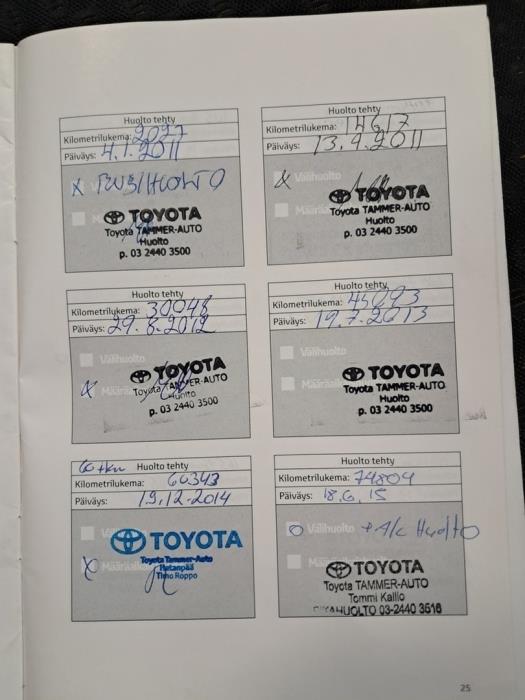 Huolto tehty
Kilometrilukema: 2027
Päiväys: 4.1.2011
x
TOYOTA
Toyota TAMMER-AUTO
Huolto
p. 03 2440 3500
Huolto tehty
Kilometrilukema: 14617
Päiväys: 13.9.2011
x Välihuolto
TOYOTA
Toyota TAMMER-AUTO
Huolto
p. 03 2440 3500
Huolto tehty
Kilometrilukema: 30048
Päiväys: 29.8.2012
Välihuolto
TOYOTA
x
Toyota TAMMER-AUTO
Huolto
p. 03 2440 3500
Huolto tehty
Kilometrilukema: 45093
Päiväys: 19.7.2013
Välihuolto
TOYOTA
Toyota TAMMER-AUTO
Huolto
p. 03 2440 3500
60tkm Huolto tehty
Kilometrilukema: 60343
Päiväys: 19.12.2014
TOYOTA
Toyota Tammer-Auto
x
Hatanpää
Timo Roppo
Huolto tehty
Kilometrilukema: 74804
Päiväys: 18.6.15
o Välihuolto + A/c Huolto
TOYOTA
Toyota TAMMER-AUTO
Tommi Kallio
03-2440 3516
25